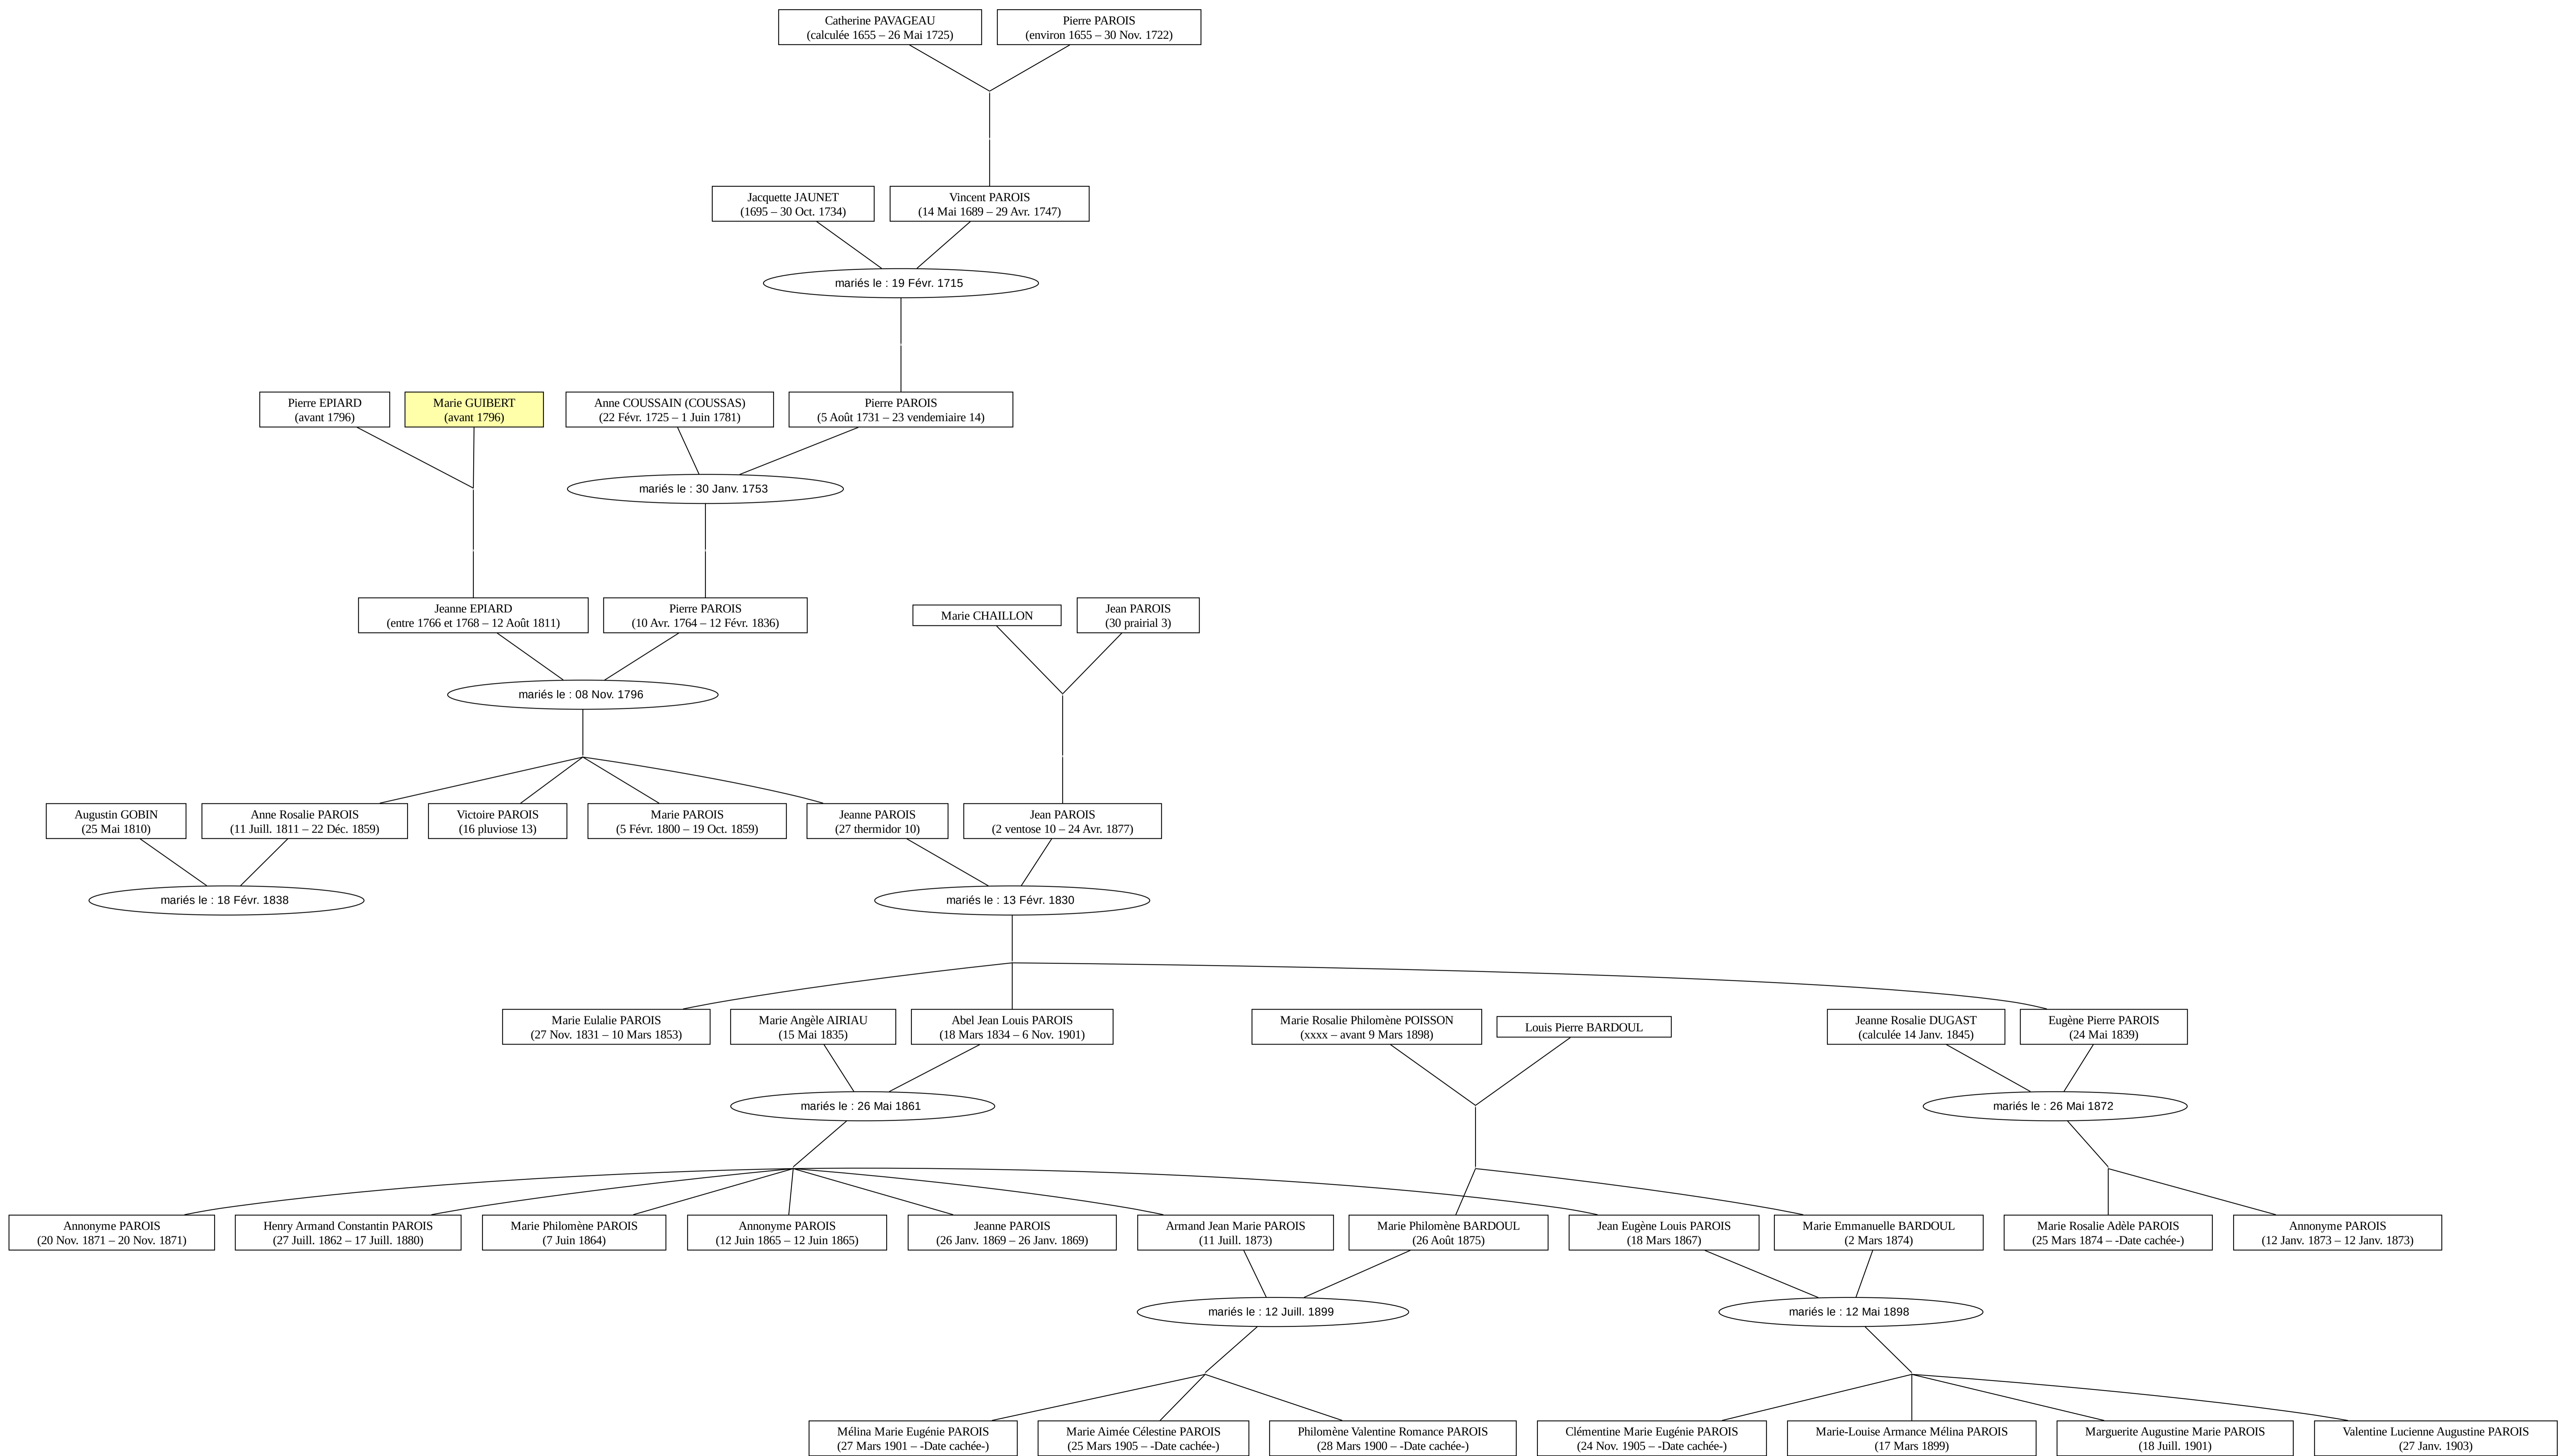 Catherine PAVAGEAU
(calculée 1655 – 26 Mai 1725)
Pierre PAROIS
(environ 1655 – 30 Nov. 1722)
Jacquette JAUNET
(1695 – 30 Oct. 1734)
Vincent PAROIS
(14 Mai 1689 – 29 Avr. 1747)
mariés le : 19 Févr. 1715
Pierre EPIARD
(avant 1796)
Marie GUIBERT
(avant 1796)
Anne COUSSAIN (COUSSAS)
(22 Févr. 1725 – 1 Juin 1781)
Pierre PAROIS
(5 Août 1731 – 23 vendemiaire 14)
mariés le : 30 Janv. 1753
Jeanne EPIARD
(entre 1766 et 1768 – 12 Août 1811)
Pierre PAROIS
(10 Avr. 1764 – 12 Févr. 1836)
Marie CHAILLON
Jean PAROIS
(30 prairial 3)
mariés le : 08 Nov. 1796
Augustin GOBIN
(25 Mai 1810)
Anne Rosalie PAROIS
(11 Juill. 1811 – 22 Déc. 1859)
Victoire PAROIS
(16 pluviose 13)
Marie PAROIS
(5 Févr. 1800 – 19 Oct. 1859)
Jeanne PAROIS
(27 thermidor 10)
Jean PAROIS
(2 ventose 10 – 24 Avr. 1877)
mariés le : 18 Févr. 1838
mariés le : 13 Févr. 1830
Marie Eulalie PAROIS
(27 Nov. 1831 – 10 Mars 1853)
Marie Angèle AIRIAU
(15 Mai 1835)
Abel Jean Louis PAROIS
(18 Mars 1834 – 6 Nov. 1901)
Marie Rosalie Philomène POISSON
(xxxx – avant 9 Mars 1898)
Louis Pierre BARDOUL
Jeanne Rosalie DUGAST
(calculée 14 Janv. 1845)
Eugène Pierre PAROIS
(24 Mai 1839)
mariés le : 26 Mai 1861
mariés le : 26 Mai 1872
Annonyme PAROIS
(20 Nov. 1871 – 20 Nov. 1871)
Henry Armand Constantin PAROIS
(27 Juill. 1862 – 17 Juill. 1880)
Marie Philomène PAROIS
(7 Juin 1864)
Annonyme PAROIS
(12 Juin 1865 – 12 Juin 1865)
Jeanne PAROIS
(26 Janv. 1869 – 26 Janv. 1869)
Armand Jean Marie PAROIS
(11 Juill. 1873)
Marie Philomène BARDOUL
(26 Août 1875)
Jean Eugène Louis PAROIS
(18 Mars 1867)
Marie Emmanuelle BARDOUL
(2 Mars 1874)
Marie Rosalie Adèle PAROIS
(25 Mars 1874 – -Date cachée-)
Annonyme PAROIS
(12 Janv. 1873 – 12 Janv. 1873)
mariés le : 12 Juill. 1899
mariés le : 12 Mai 1898
Mélina Marie Eugénie PAROIS
(27 Mars 1901 – -Date cachée-)
Marie Aimée Célestine PAROIS
(25 Mars 1905 – -Date cachée-)
Philomène Valentine Romance PAROIS
(28 Mars 1900 – -Date cachée-)
Clémentine Marie Eugénie PAROIS
(24 Nov. 1905 – -Date cachée-)
Marie-Louise Armance Mélina PAROIS
(17 Mars 1899)
Marguerite Augustine Marie PAROIS
(18 Juill. 1901)
Valentine Lucienne Augustine PAROIS
(27 Janv. 1903)